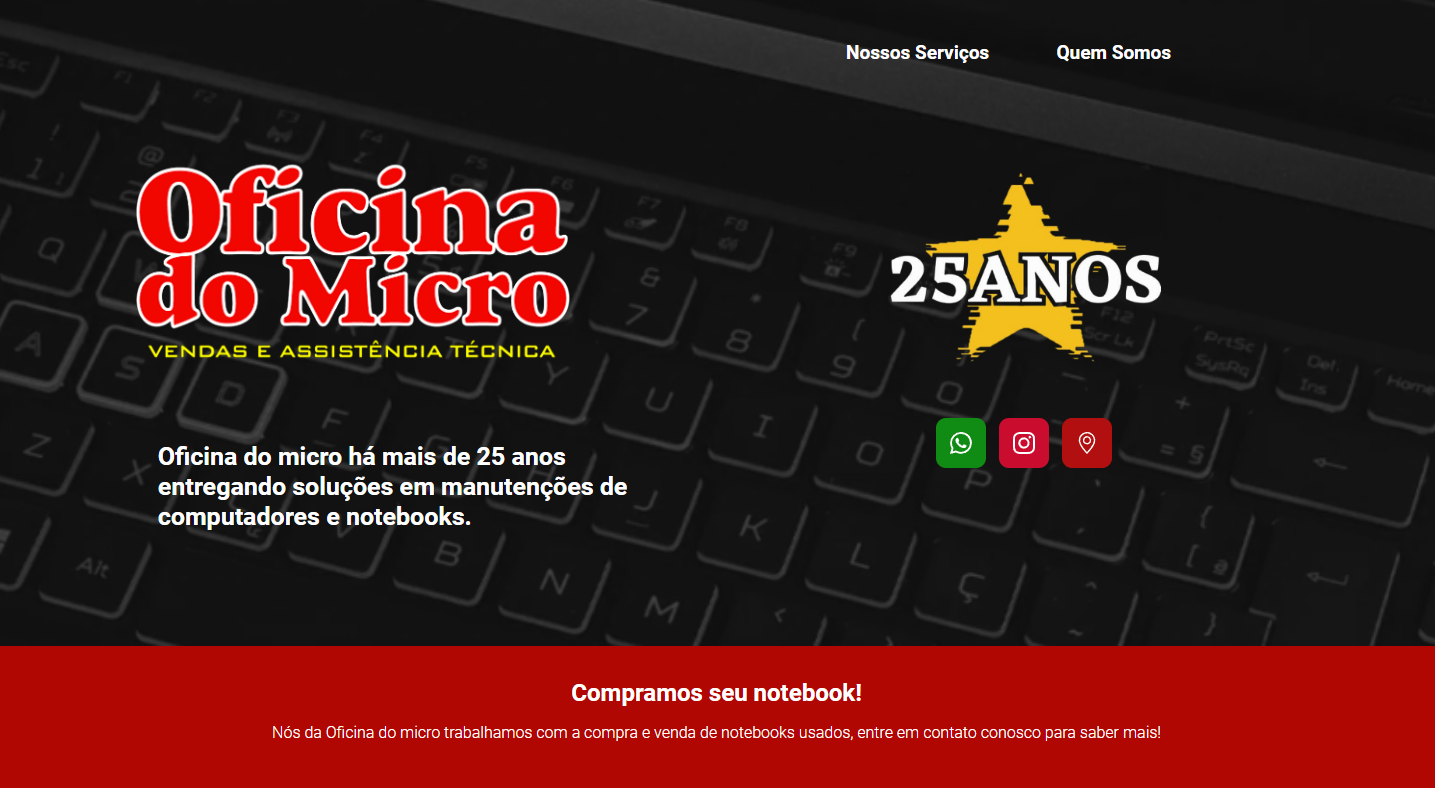 Nossos Serviços
Quem Somos
Oficina
do Micro
VENDAS E ASSISTÊNCIA TÉCNICA
25ANOS
Oficina do micro há mais de 25 anos
entregando soluções em manutenções de
computadores e notebooks.
Compramos seu notebook!
Nós da Oficina do micro trabalhamos com a compra e venda de notebooks usados, entre em contato conosco para saber mais!